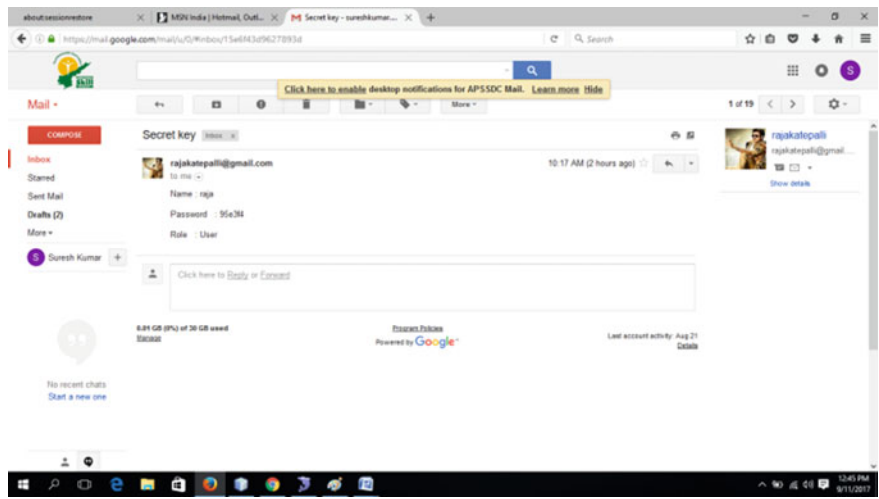 about:sessionrestore
MSN India | Hotmail, Outl...
Secret key - sureshkumar...
https://mail.google.com/mail/u/0/#inbox/15e6f43d9627893d
Search
Click here to enable desktop notifications for APSSDC Mail. Learn more Hide
Mail
More
1 of 19
COMPOSE
Inbox
Starred
Sent Mail
Drafts (2)
More
Suresh Kumar
No recent chats
Start a new one
Secret key Inbox x
rajakatepalli@gmail.com
to me
10:17 AM (2 hours ago)
Name : raja
Password : 95e3f4
Role : User
Click here to Reply or Forward
0.01 GB (0%) of 30 GB used
Manage
Program Policies
Powered by Google
Last account activity: Aug 21
Details
rajakatepalli
rajakatepalli@gmail....
Show details
12:45 PM
9/11/2017